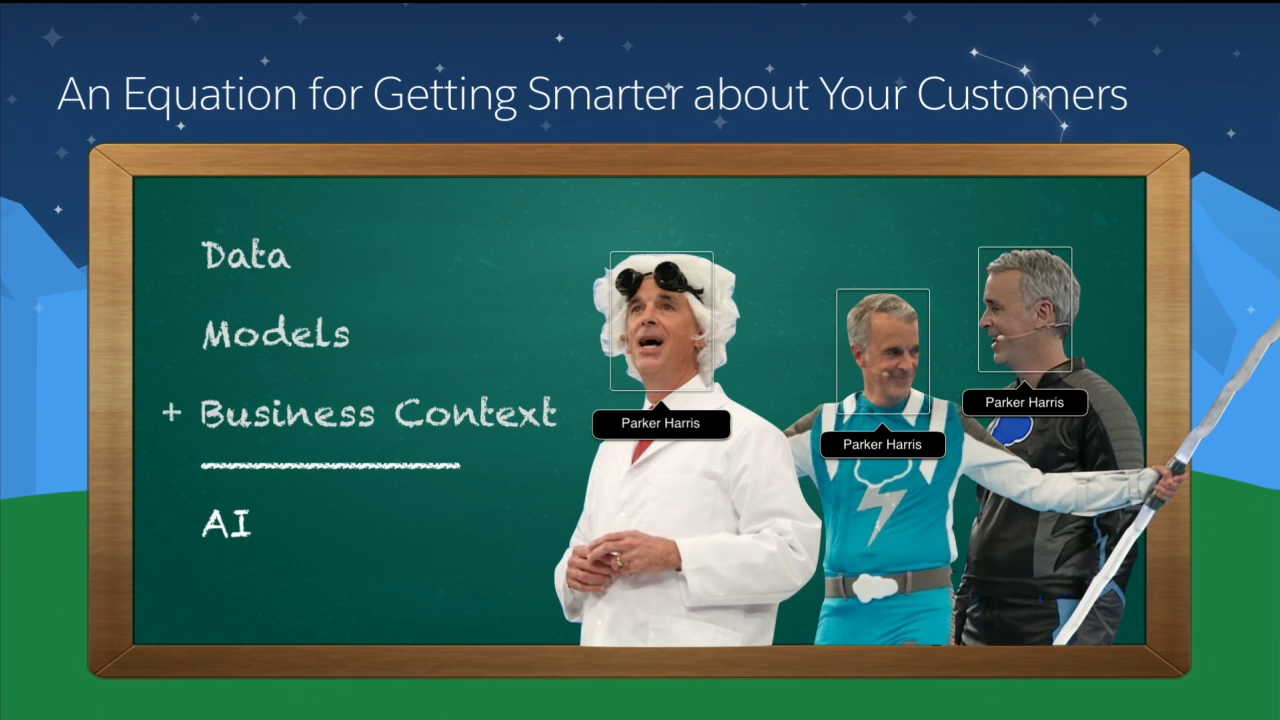 An Equation for Getting Smarter about Your Customers
Data
Models
+ Business Context
AI
Parker Harris
Parker Harris
Parker Harris